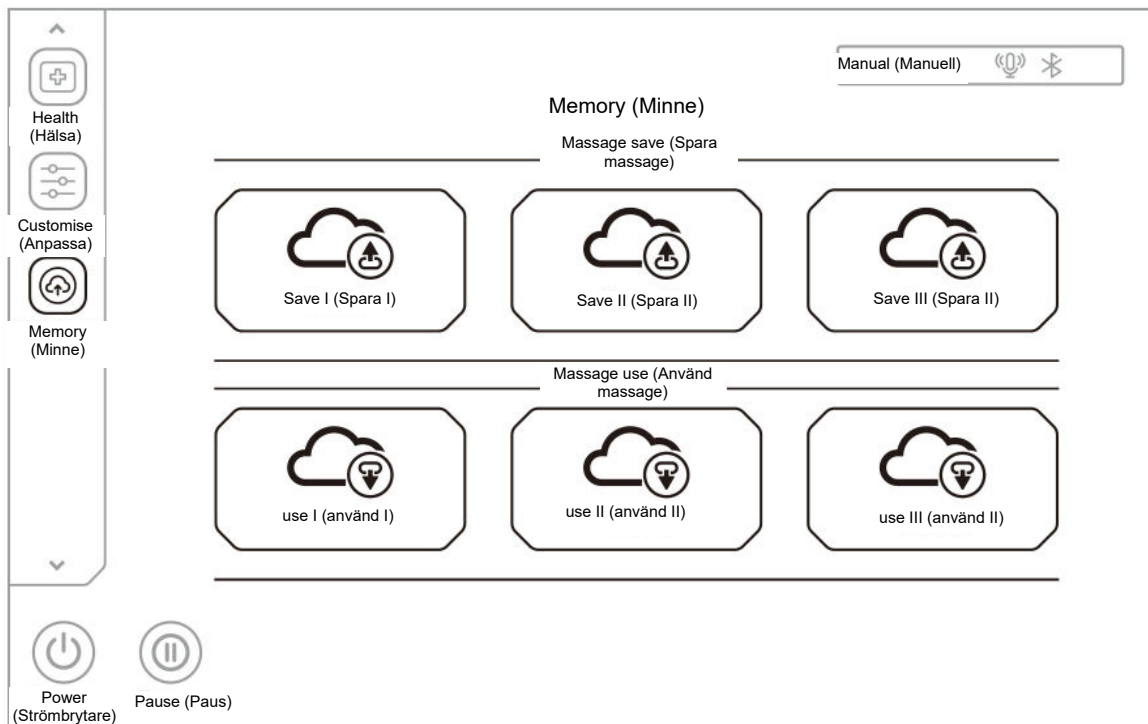 Manual (Manuell)
Health
(Hälsa)
Customise
(Anpassa)
Memory
(Minne)
Memory (Minne)
Massage save (Spara
massage)
Save I (Spara I)
Save II (Spara II)
Save III (Spara II)
Massage use (Använd
massage)
use I (använd I)
use II (använd II)
use III (använd II)
Power
(Strömbrytare)
Pause (Paus)